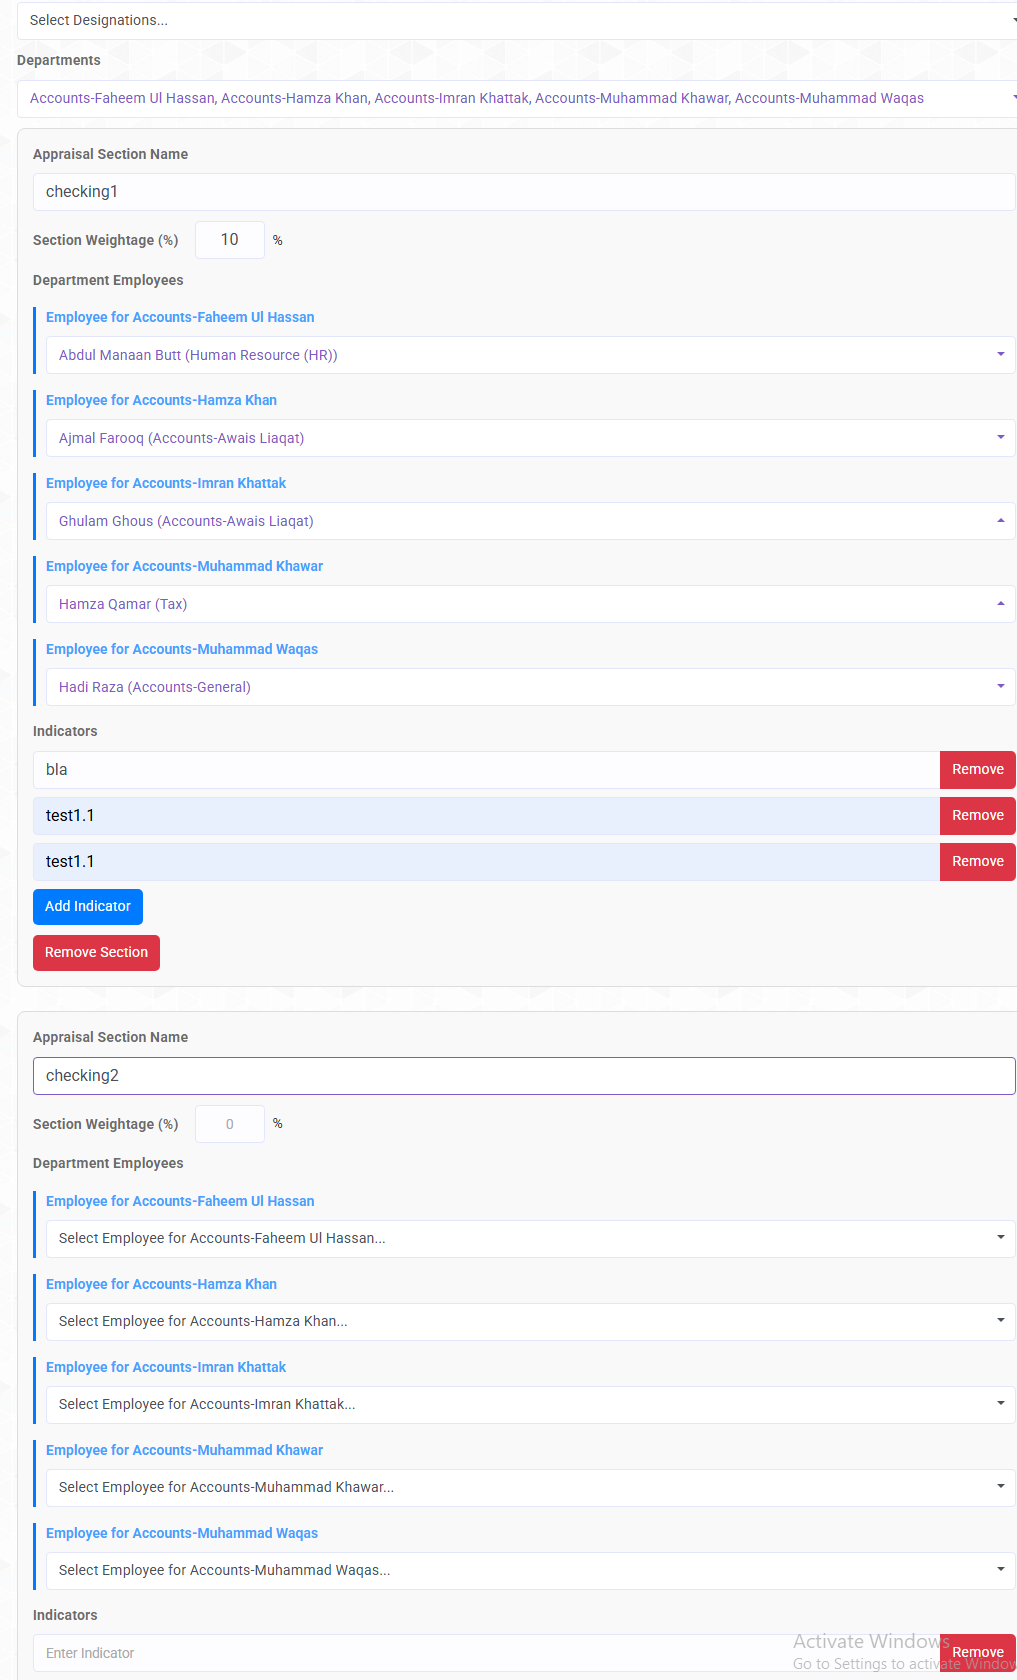 Select Designations...
Departments
Accounts-Faheem Ul Hassan, Accounts-Hamza Khan, Accounts-Imran Khattak, Accounts-Muhammad Khawar, Accounts-Muhammad Waqas
Appraisal Section Name
checking1
Section Weightage (%) 10 %
Department Employees
Employee for Accounts-Faheem Ul Hassan
Abdul Manaan Butt (Human Resource (HR))
Employee for Accounts-Hamza Khan
Ajmal Farooq (Accounts-Awais Liaqat)
Employee for Accounts-Imran Khattak
Ghulam Ghous (Accounts-Awais Liaqat)
Employee for Accounts-Muhammad Khawar
Hamza Qamar (Tax)
Employee for Accounts-Muhammad Waqas
Hadi Raza (Accounts-General)
Indicators
bla Remove
test1.1 Remove
test1.1 Remove
Add Indicator
Remove Section
Appraisal Section Name
checking2
Section Weightage (%) 0 %
Department Employees
Employee for Accounts-Faheem Ul Hassan
Select Employee for Accounts-Faheem Ul Hassan...
Employee for Accounts-Hamza Khan
Select Employee for Accounts-Hamza Khan...
Employee for Accounts-Imran Khattak
Select Employee for Accounts-Imran Khattak...
Employee for Accounts-Muhammad Khawar
Select Employee for Accounts-Muhammad Khawar...
Employee for Accounts-Muhammad Waqas
Select Employee for Accounts-Muhammad Waqas...
Indicators
Enter Indicator Remove
Activate Windows
Go to Settings to activate Window